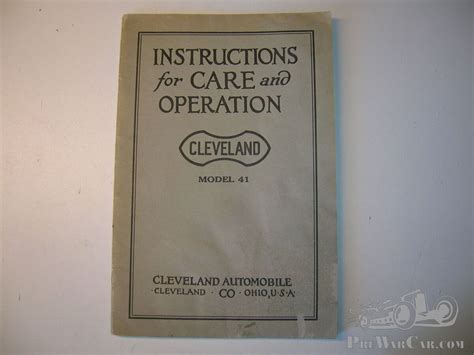 INSTRUCTIONS
for CARE and
OPERATION
CLEVELAND
MODEL 41
CLEVELAND AUTOMOBILE
·CLEVELAND · CO · OHIO, U·S·A·
PREWARCAR.COM